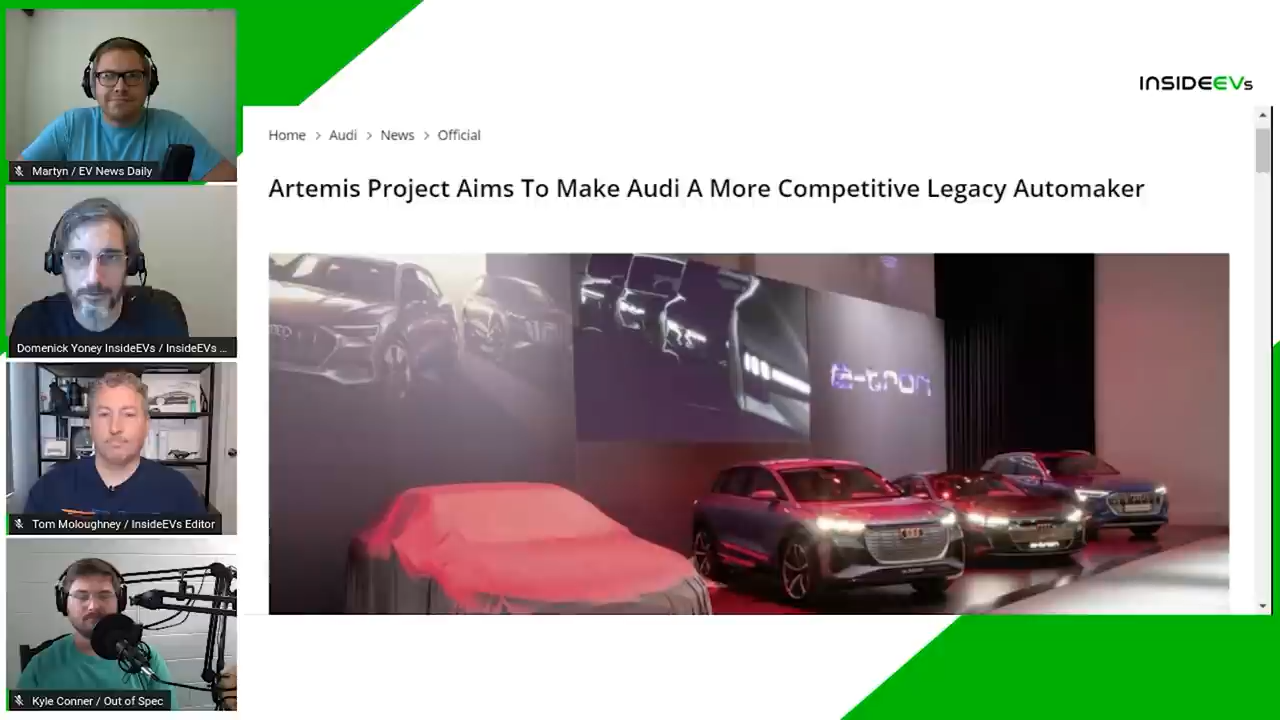 Martyn / EV News Daily
Domenick Yoney InsideEVs / InsideEVs ...
Tom Moloughney / InsideEVs Editor
Kyle Conner / Out of Spec
INSIDEEVs
Home > Audi > News > Official
Artemis Project Aims To Make Audi A More Competitive Legacy Automaker
e-tron
e-tron